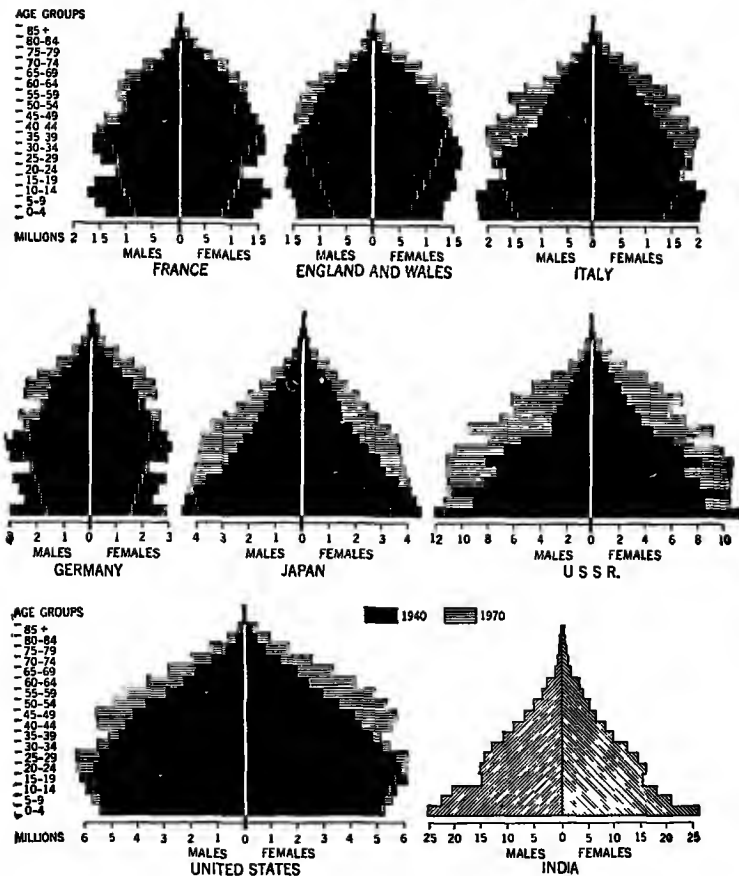 AGE GROUPS
85 +
80-84
75-79
70-74
65-69
60-64
55-59
50-54
45-49
40 44
35 39
30-34
25-29
20-24
15-19
10-14
5-9
0-4
MILLIONS 2 1 5 1 5 0 5 1 1 5
MALES FEMALES
FRANCE
1 5 1 5 0 5 1 1 5
MALES FEMALES
ENGLAND AND WALES
2 1 5 1 5 0 5 1 1 5 2
MALES FEMALES
ITALY
3 2 1 0 1 2 3
MALES FEMALES
GERMANY
4 3 2 1 0 1 2 3 4
MALES FEMALES
JAPAN
12 10 8 6 4 2 0 2 4 6 8 10
MALES FEMALES
U S S R.
AGE GROUPS
85 +
80-84
75-79
70-74
65-69
60-64
55-59
50-54
45-49
40-44
35-39
30-34
25-29
20-24
15-19
10-14
5-9
0-4
MILLIONS 6 5 4 3 2 1 0 1 2 3 4 5 6
MALES FEMALES
UNITED STATES
1940 1970
25 20 15 10 5 0 5 10 15 20 25
MALES FEMALES
INDIA